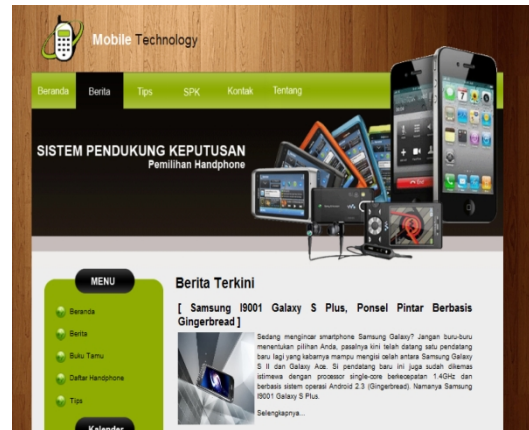 Mobile Technology
Beranda Berita Tips SPK Kontak Tentang
SISTEM PENDUKUNG KEPUTUSAN
Pemilihan Handphone
MENU
Beranda
Berita
Buku Tamu
Daftar Handphone
Tips
Kalender
Berita Terkini
[ Samsung I9001 Galaxy S Plus, Ponsel Pintar Berbasis
Gingerbread ]
Sedang mengincar smartphone Samsung Galaxy? Jangan buru-buru
menentukan pilihan Anda, pasalnya kini telah datang satu pendatang
baru lagi yang kabarnya mampu mengisi celah antara Samsung Galaxy
S II dan Galaxy Ace. Si pendatang baru ini juga sudah dikemas
istimewa dengan processor single-core berkecepatan 1.4GHz dan
berbasis sistem operasi Android 2.3 (Gingerbread). Namanya Samsung
I9001 Galaxy S Plus.
Selengkapnya...